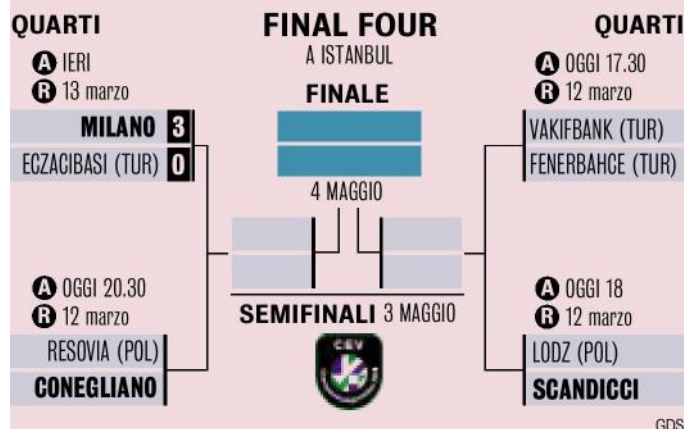 QUARTI
A IERI
R 13 marzo
MILANO 3
ECZACIBASI (TUR) 0
A OGGI 20.30
R 12 marzo
RESOVIA (POL)
CONEGLIANO
FINAL FOUR
A ISTANBUL
FINALE
4 MAGGIO
SEMIFINALI 3 MAGGIO
CEV
QUARTI
A OGGI 17.30
R 12 marzo
VAKIFBANK (TUR)
FENERBAHCE (TUR)
A OGGI 18
R 12 marzo
LODZ (POL)
SCANDICCI
GDS